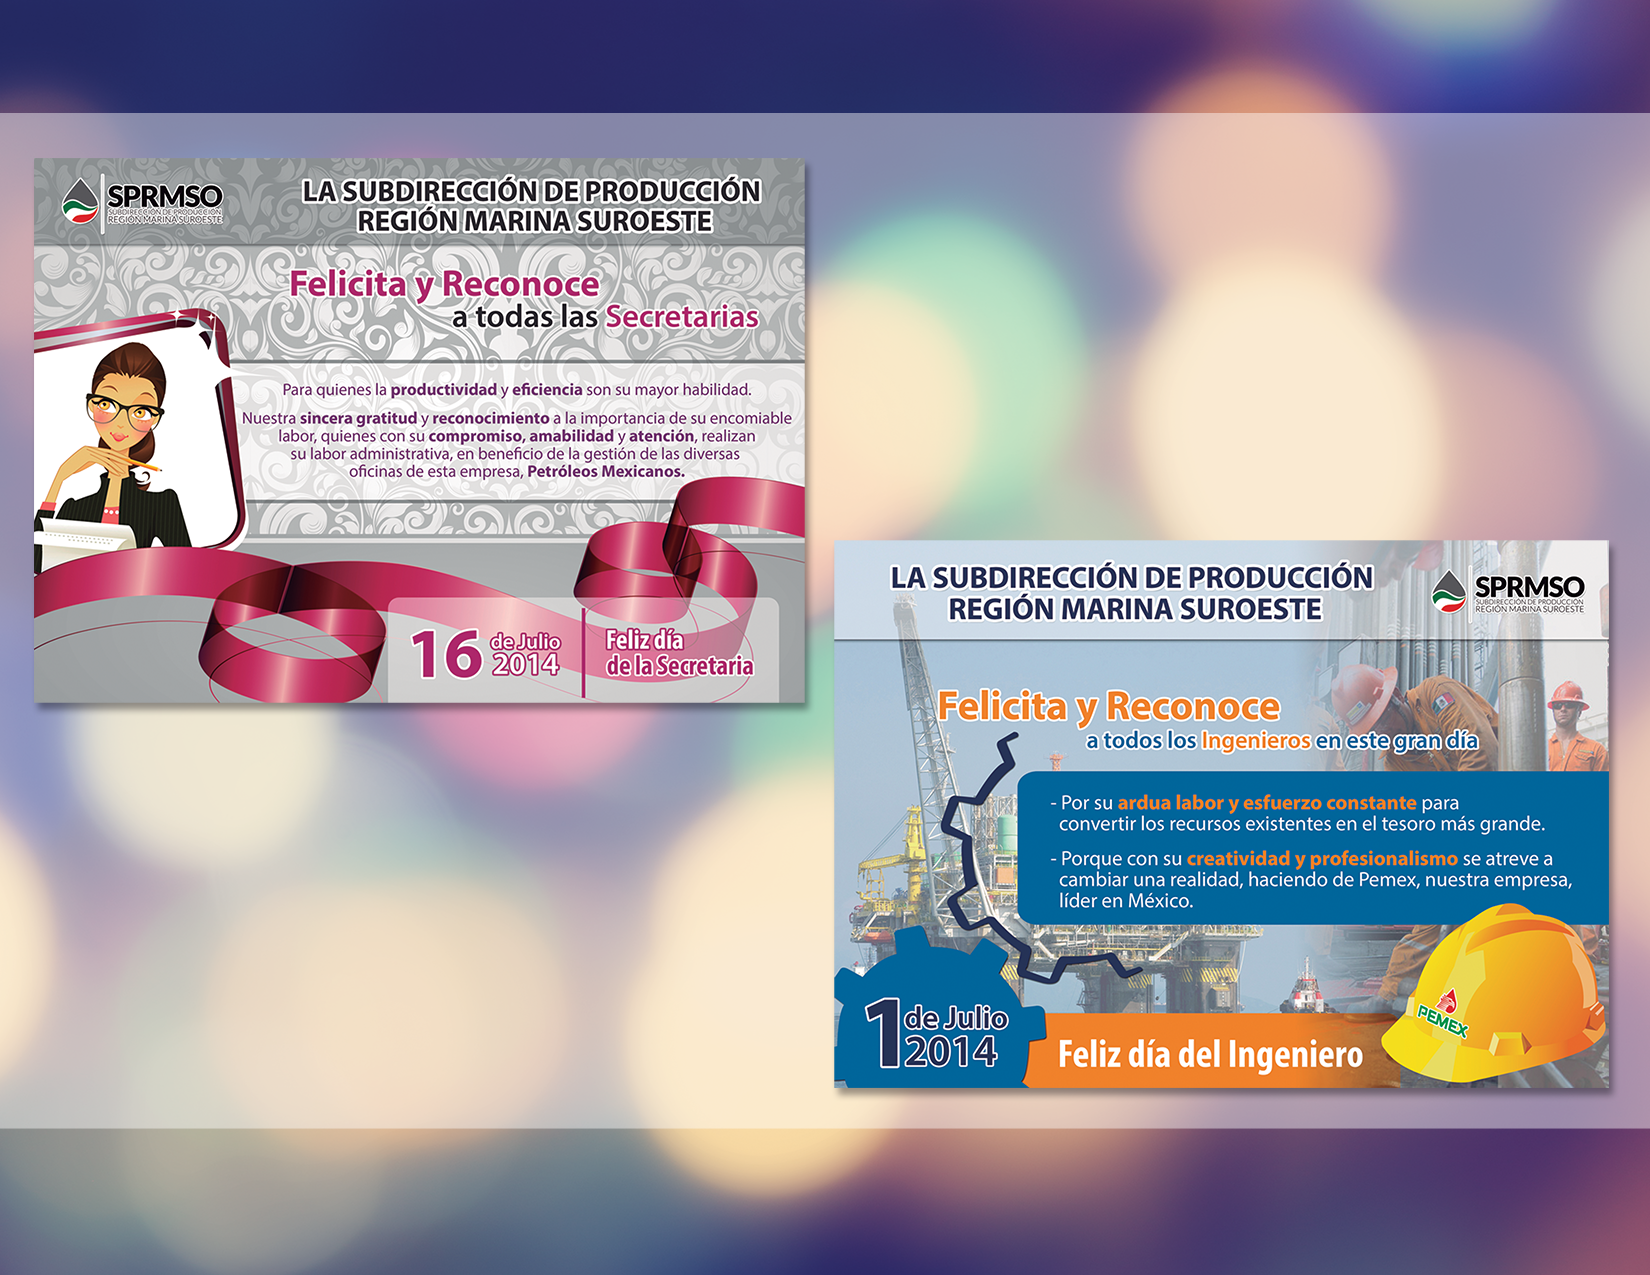 SPRMSO
SUBDIRECCIÓN DE PRODUCCIÓN
REGIÓN MARINA SUROESTE
LA SUBDIRECCIÓN DE PRODUCCIÓN
REGIÓN MARINA SUROESTE
Felicita y Reconoce
a todas las Secretarias
Para quienes la productividad y eficiencia son su mayor habilidad.
Nuestra sincera gratitud y reconocimiento a la importancia de su encomiable
labor, quienes con su compromiso, amabilidad y atención, realizan
su labor administrativa, en beneficio de la gestión de las diversas
oficinas de esta empresa, Petróleos Mexicanos.
16 de Julio
2014
Feliz día
de la Secretaria
LA SUBDIRECCIÓN DE PRODUCCIÓN
REGIÓN MARINA SUROESTE
SPRMSO
SUBDIRECCIÓN DE PRODUCCIÓN
REGIÓN MARINA SUROESTE
Felicita y Reconoce
a todos los Ingenieros en este gran día
- Por su ardua labor y esfuerzo constante para
convertir los recursos existentes en el tesoro más grande.
- Porque con su creatividad y profesionalismo se atreve a
cambiar una realidad, haciendo de Pemex, nuestra empresa,
líder en México.
PEMEX
1 de Julio
2014
Feliz día del Ingeniero